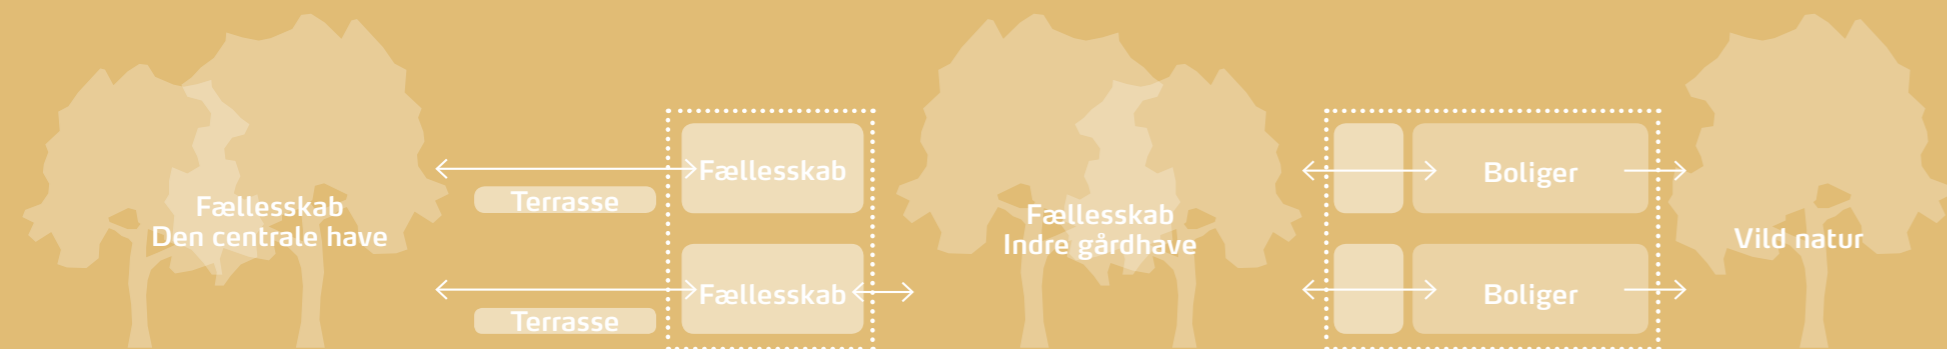 Fællesskab
Den centrale have
Terrasse
Terrasse
Fællesskab
Fællesskab
Fællesskab
Indre gårdhave
Boliger
Boliger
Vild natur